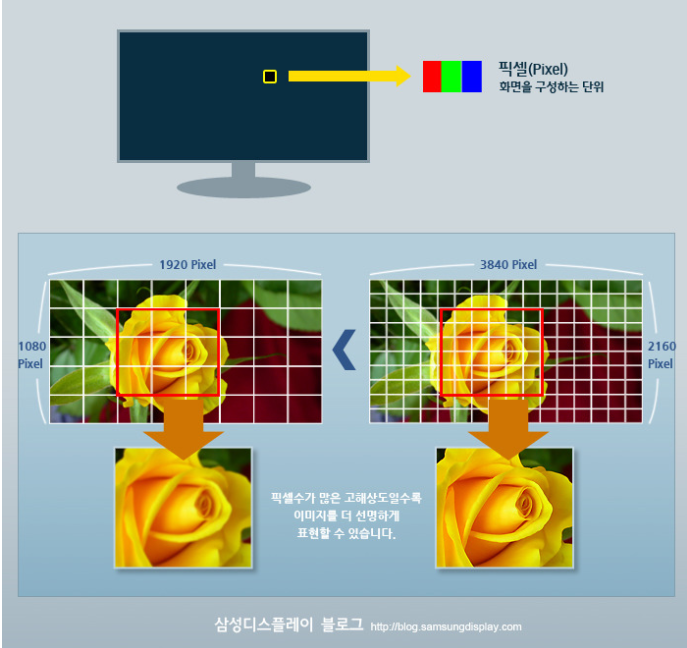 픽셀(Pixel)
화면을 구성하는 단위
1920 Pixel
3840 Pixel
1080
Pixel
2160
Pixel
픽셀수가 많은 고해상도일수록
이미지를 더 선명하게
표현할 수 있습니다.
삼성디스플레이 블로그 http://blog.samsungdisplay.com